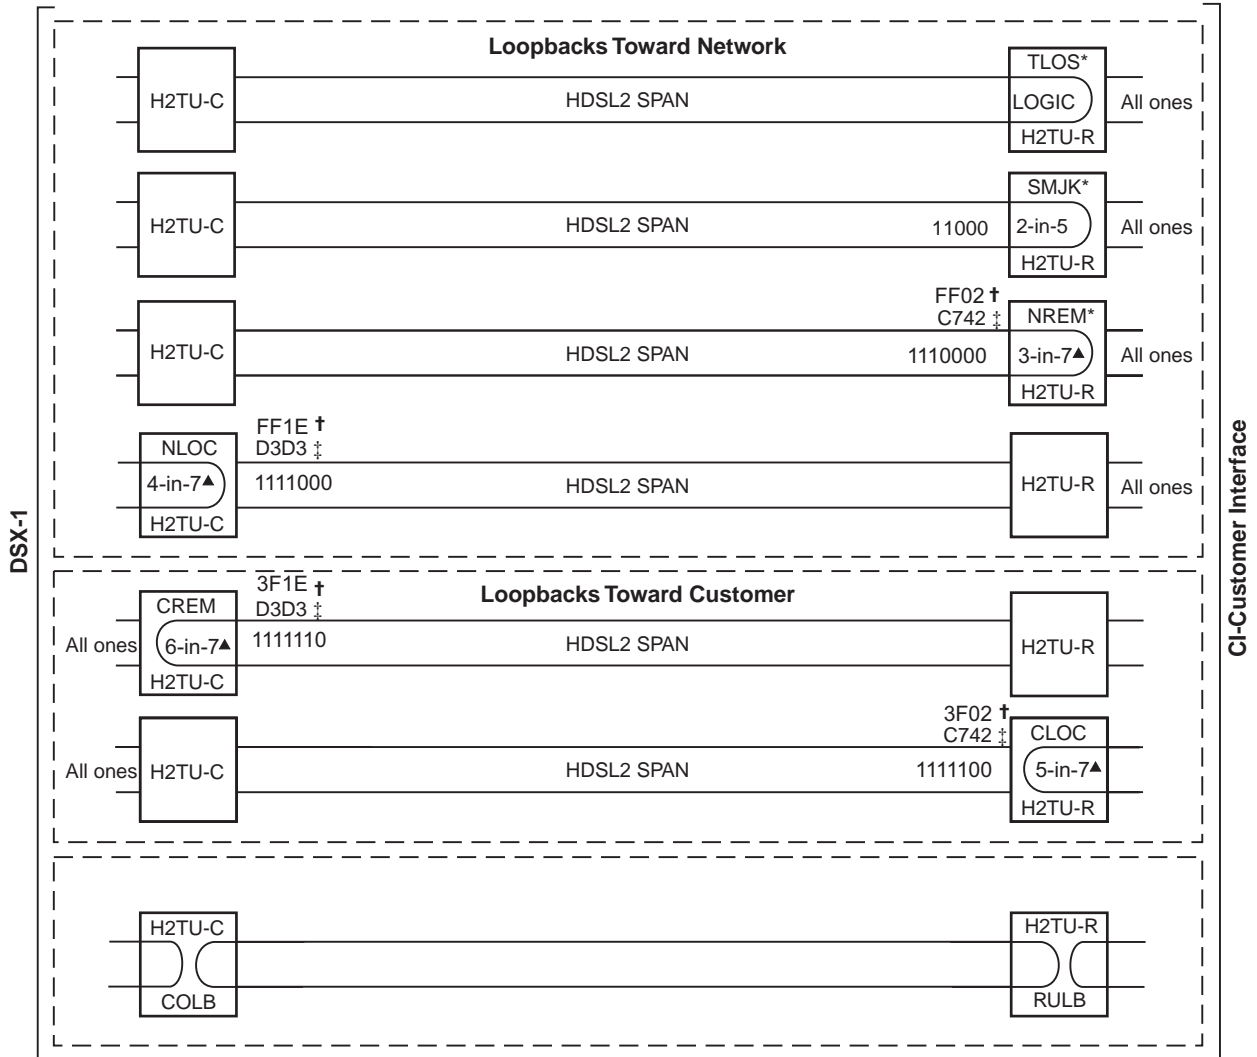 Loopbacks Toward Network
H2TU-C
HDSL2 SPAN
TLOS*
LOGIC
H2TU-R
All ones
H2TU-C
HDSL2 SPAN
11000
SMJK*
2-in-5
H2TU-R
All ones
H2TU-C
HDSL2 SPAN
FF02 †
C742 ‡
1110000
NREM*
3-in-7▲
H2TU-R
All ones
NLOC
4-in-7▲
H2TU-C
FF1E †
D3D3 ‡
1111000
HDSL2 SPAN
H2TU-R
All ones
DSX-1
CI-Customer Interface
Loopbacks Toward Customer
All ones
CREM
6-in-7▲
H2TU-C
3F1E †
D3D3 ‡
1111110
HDSL2 SPAN
H2TU-R
All ones
H2TU-C
HDSL2 SPAN
3F02 †
C742 ‡
1111100
CLOC
5-in-7▲
H2TU-R
H2TU-C
COLB
H2TU-R
RULB